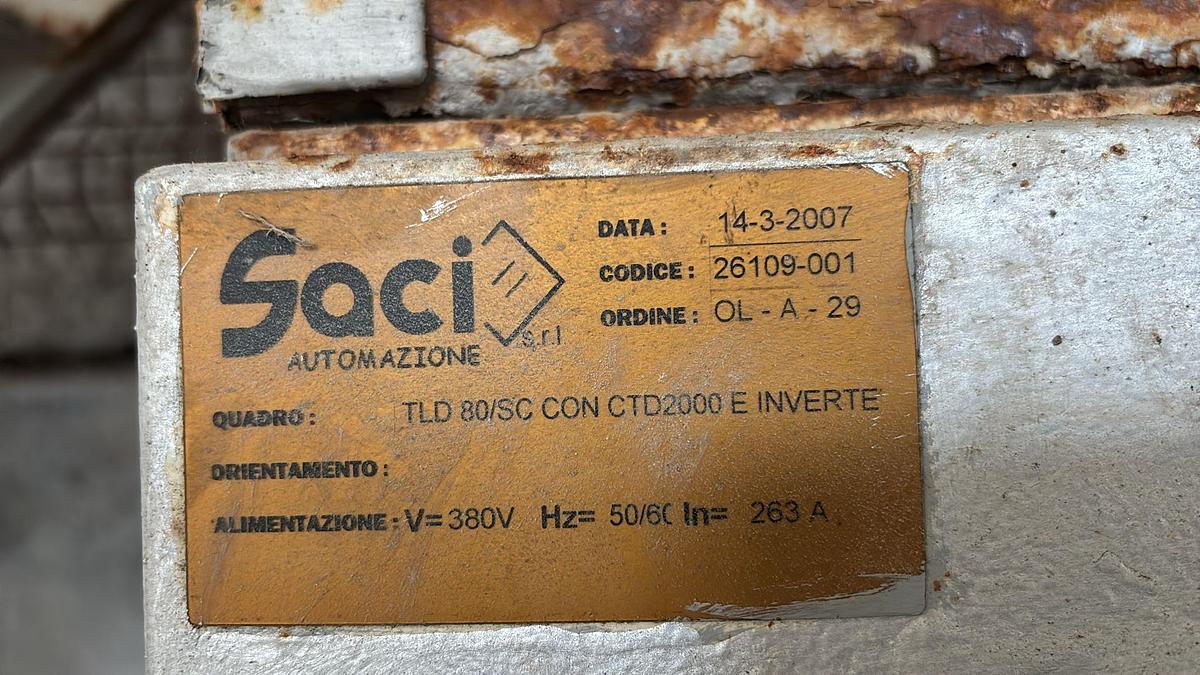 Saci
s.r.l
AUTOMAZIONE
DATA : 14-3-2007
CODICE : 26109-001
ORDINE : OL - A - 29
QUADRO : TLD 80/SC CON CTD2000 E INVERTE
ORIENTAMENTO :
ALIMENTAZIONE : V= 380V Hz= 50/60 In= 263 A